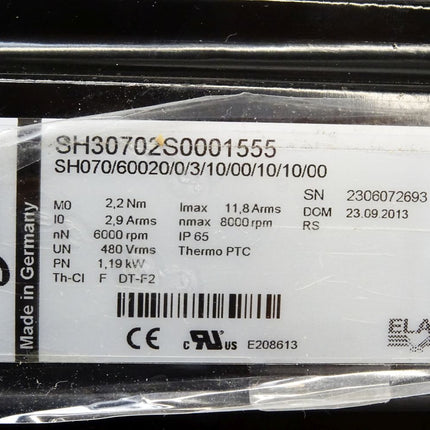 SH30702S0001555
SH070/60020/0/3/10/00/10/10/00
M0 2,2 Nm Imax 11,8 Arms SN 2306072693
I0 2,9 Arms nmax 8000 rpm DOM 23.09.2013
nN 6000 rpm IP 65 RS
UN 480 Vrms Thermo PTC
PN 1,19 kW
Th-Cl F DT-F2
CE c RU US E208613
ELA
Made in Germany